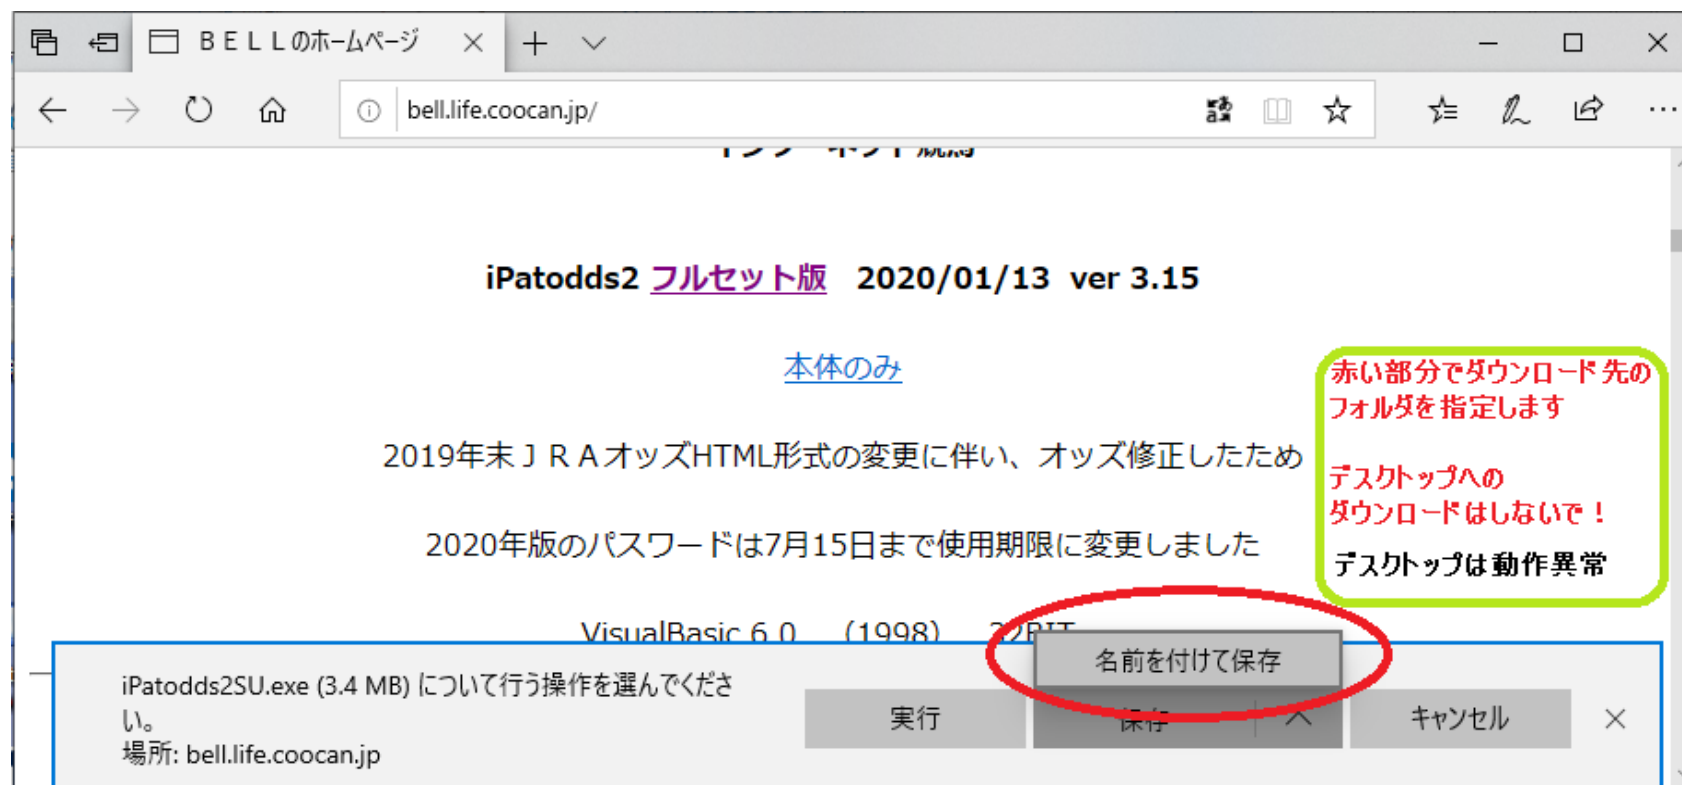 ＢＥＬＬのホームページ
bell.life.coocan.jp/
iPatodds2 フルセット版 2020/01/13 ver 3.15
本体のみ
2019年末ＪＲＡオッズHTML形式の変更に伴い、オッズ修正したため
2020年版のパスワードは7月15日まで使用期限に変更しました
赤い部分でダウンロード先の
フォルダを指定します
デスクトップへの
ダウンロードはしないで！
デスクトップは動作異常
VisualBasic 6.0 （1998） 32BIT
名前を付けて保存
iPatodds2SU.exe (3.4 MB) について行う操作を選んでくださ
い。
場所: bell.life.coocan.jp
実行
保存
キャンセル